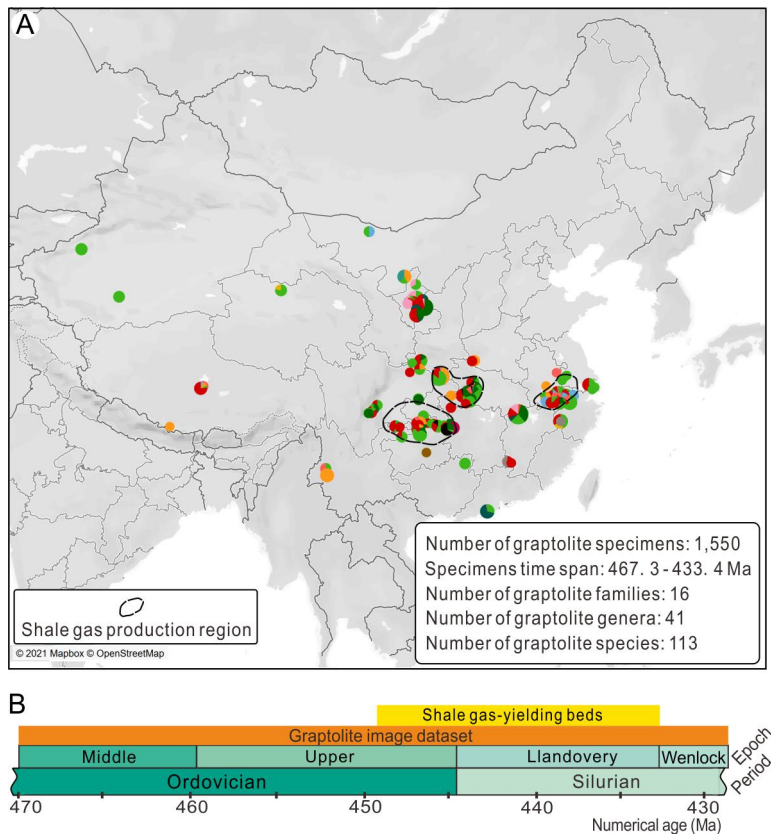 A
Number of graptolite specimens: 1,550
Specimens time span: 467. 3 - 433. 4 Ma
Number of graptolite families: 16
Number of graptolite genera: 41
Number of graptolite species: 113
Shale gas production region
© 2021 Mapbox © OpenStreetMap
B
Shale gas-yielding beds
Graptolite image dataset
Middle Upper Llandovery Wenlock Epoch
Ordovician Silurian Period
470 460 450 440 430
Numerical age (Ma)